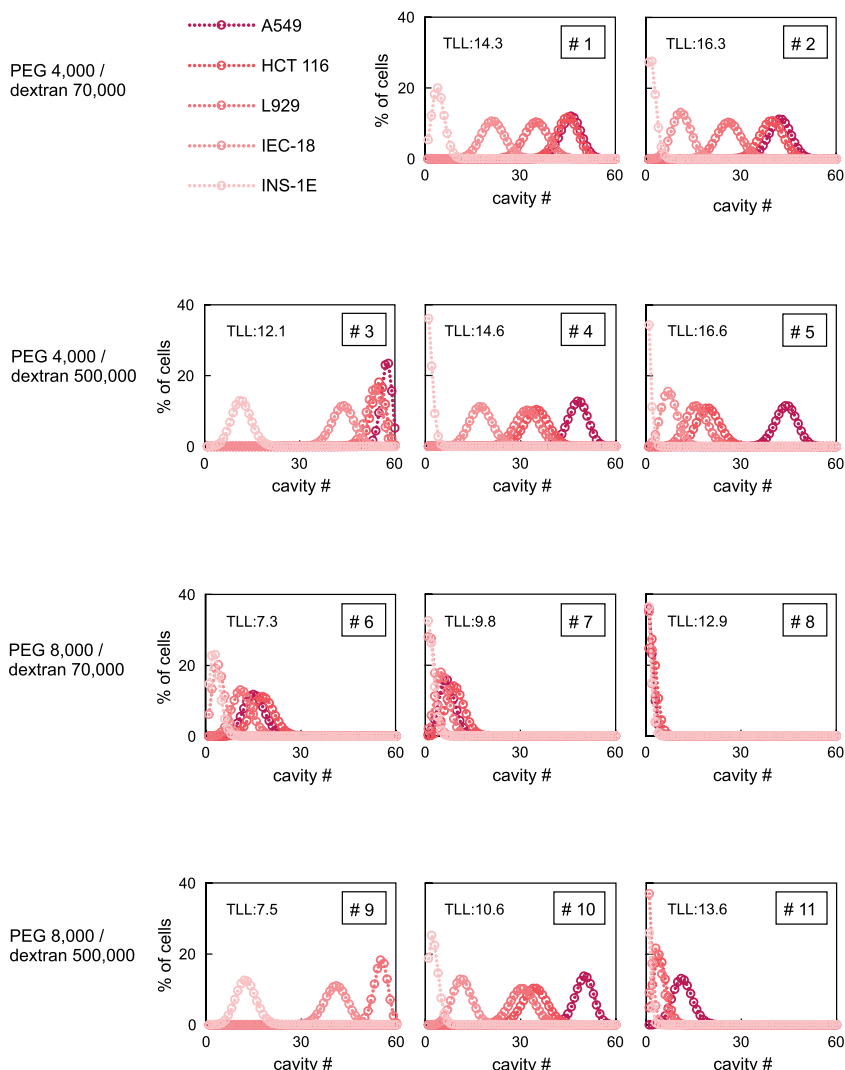 A549
HCT 116
L929
IEC-18
INS-1E
PEG 4,000 /
dextran 70,000
% of cells
40
20
0
TLL:14.3
# 1
0
30
60
cavity #
TLL:16.3
# 2
0
30
60
cavity #
PEG 4,000 /
dextran 500,000
% of cells
40
20
0
TLL:12.1
# 3
0
30
60
cavity #
TLL:14.6
# 4
0
30
60
cavity #
TLL:16.6
# 5
0
30
60
cavity #
PEG 8,000 /
dextran 70,000
% of cells
40
20
0
TLL:7.3
# 6
0
30
60
cavity #
TLL:9.8
# 7
0
30
60
cavity #
TLL:12.9
# 8
0
30
60
cavity #
PEG 8,000 /
dextran 500,000
% of cells
40
20
0
TLL:7.5
# 9
0
30
60
cavity #
TLL:10.6
# 10
0
30
60
cavity #
TLL:13.6
# 11
0
30
60
cavity #